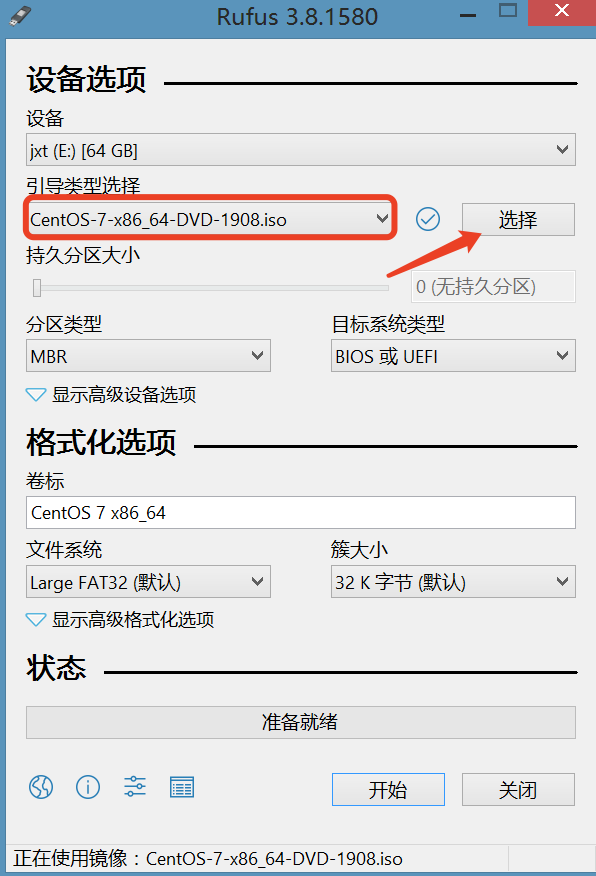 Rufus 3.8.1580
设备选项
设备
jxt (E:) [64 GB]
引导类型选择
CentOS-7-x86_64-DVD-1908.iso
选择
持久分区大小
0 (无持久分区)
分区类型
目标系统类型
MBR
BIOS 或 UEFI
显示高级设备选项
格式化选项
卷标
CentOS 7 x86_64
文件系统
簇大小
Large FAT32 (默认)
32 K 字节 (默认)
显示高级格式化选项
状态
准备就绪
开始
关闭
正在使用镜像：CentOS-7-x86_64-DVD-1908.iso